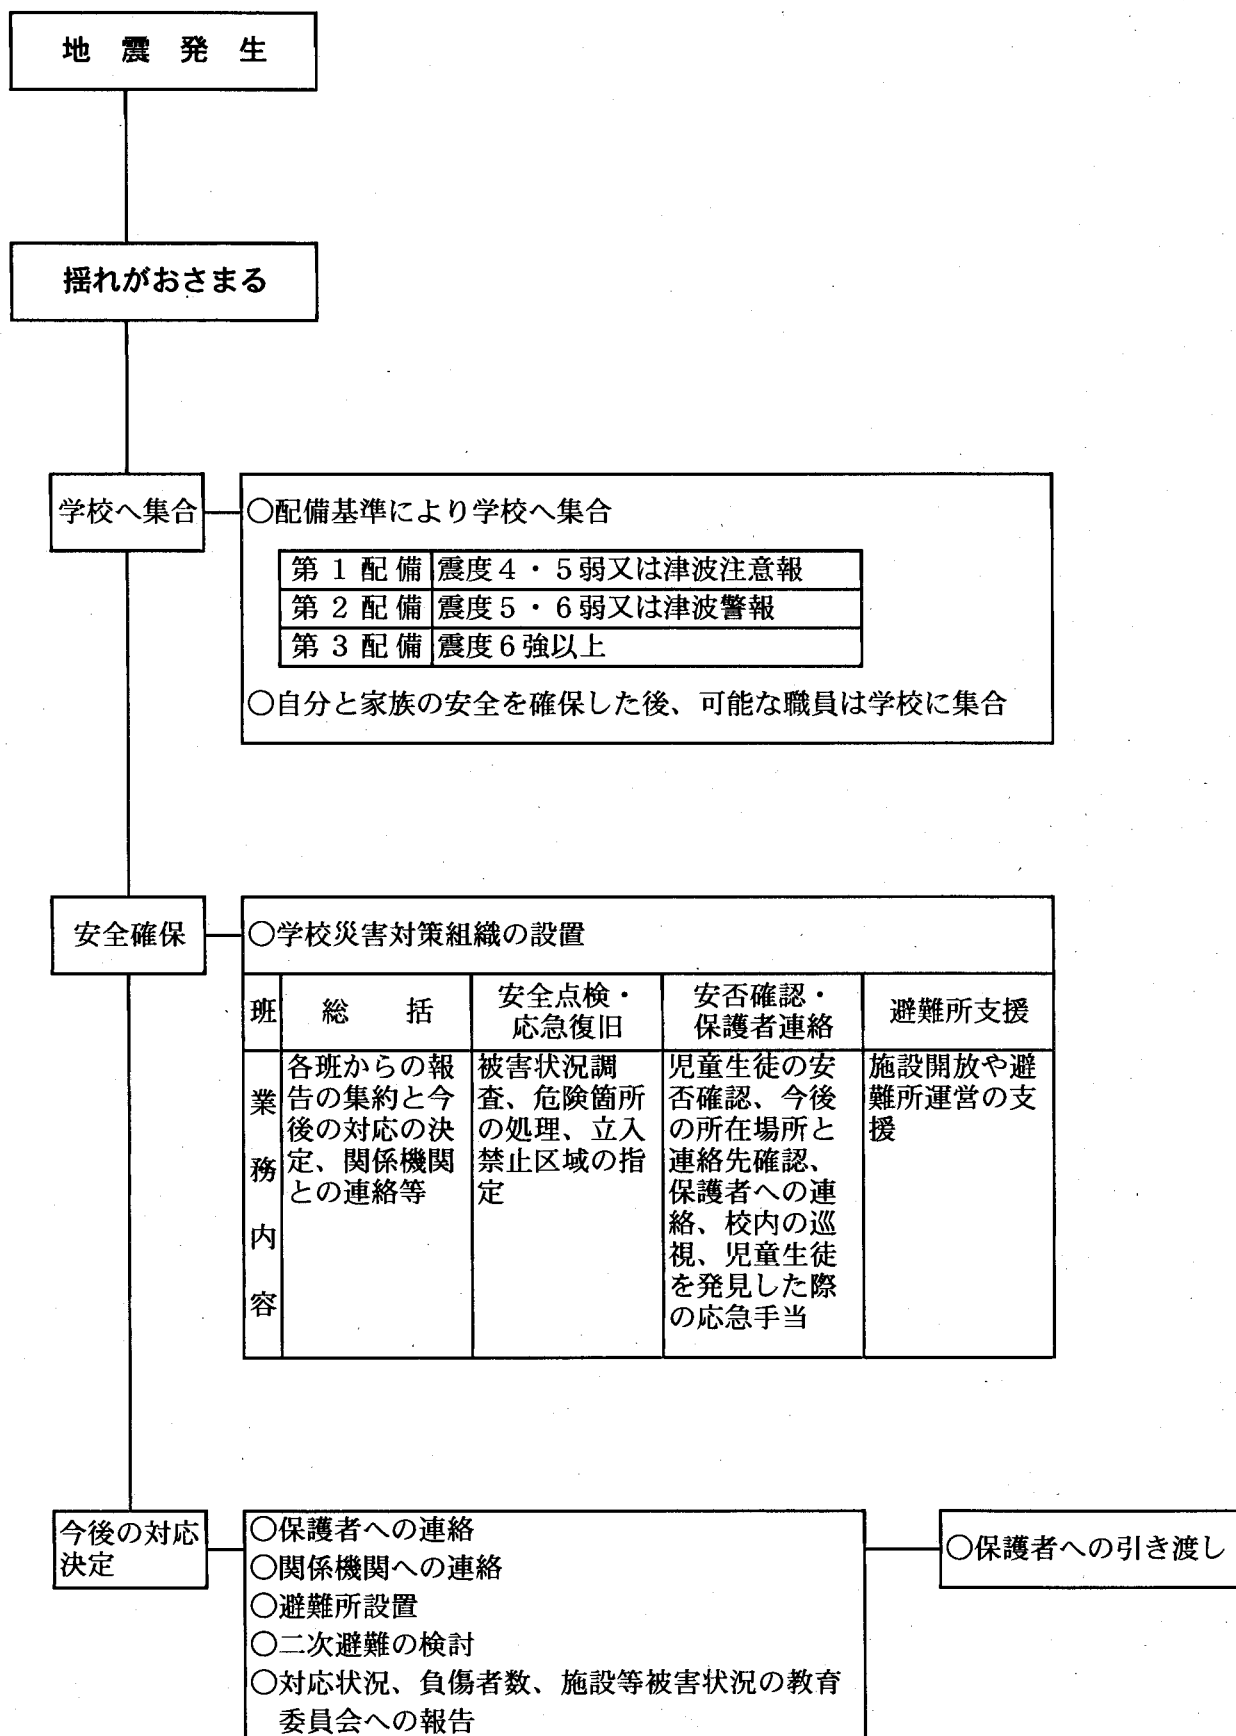 地震発生
揺れがおさまる
学校へ集合
○配備基準により学校へ集合
第1配備 震度4・5弱又は津波注意報
第2配備 震度5・6弱又は津波警報
第3配備 震度6強以上
○自分と家族の安全を確保した後、可能な職員は学校に集合
安全確保
○学校災害対策組織の設置
班
総括
安全点検・
応急復旧
安否確認・
保護者連絡
避難所支援
業務内容
各班からの報
告の集約と今
後の対応の決
定、関係機関
との連絡等
被害状況調
査、危険箇所
の処理、立入
禁止区域の指
定
児童生徒の安
否確認、今後
の所在場所と
連絡先確認、
保護者への連
絡、校内の巡
視、児童生徒
を発見した際
の応急手当
施設開放や避
難所運営の支
援
今後の対応
決定
○保護者への連絡
○関係機関への連絡
○避難所設置
○二次避難の検討
○対応状況、負傷者数、施設等被害状況の教育
委員会への報告
○保護者への引き渡し